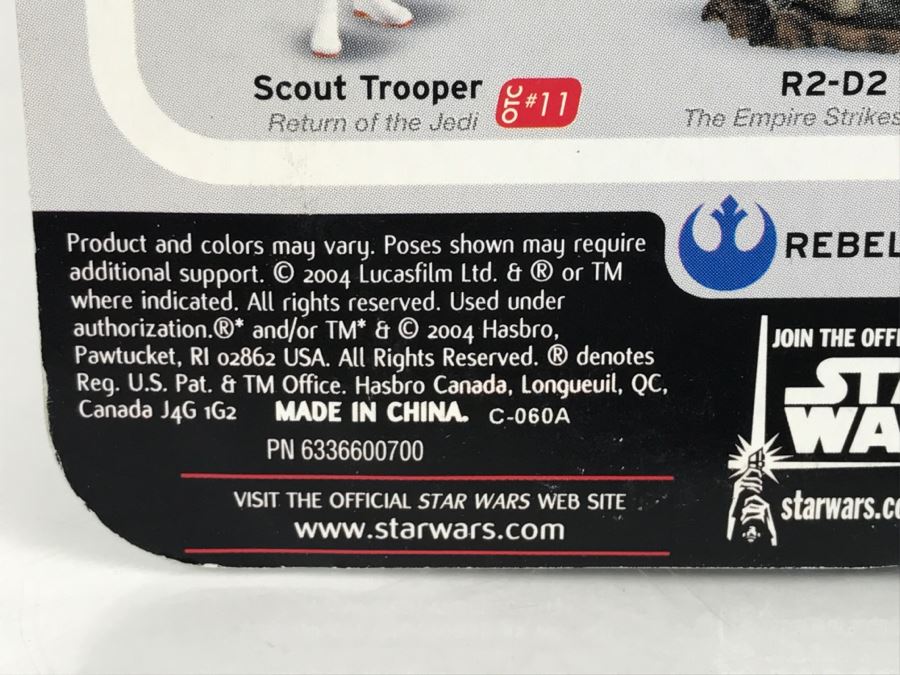 Scout Trooper OTC #11
Return of the Jedi
R2-D2
The Empire Strikes
Product and colors may vary. Poses shown may require
additional support. © 2004 Lucasfilm Ltd. & ® or TM
where indicated. All rights reserved. Used under
authorization.®* and/or TM* & © 2004 Hasbro,
Pawtucket, RI 02862 USA. All Rights Reserved. ® denotes
Reg. U.S. Pat. & TM Office. Hasbro Canada, Longueuil, QC,
Canada J4G 1G2 MADE IN CHINA. C-060A
PN 6336600700
VISIT THE OFFICIAL STAR WARS WEB SITE
www.starwars.com
REBEL
JOIN THE OFFI
STA
WA
starwars.co